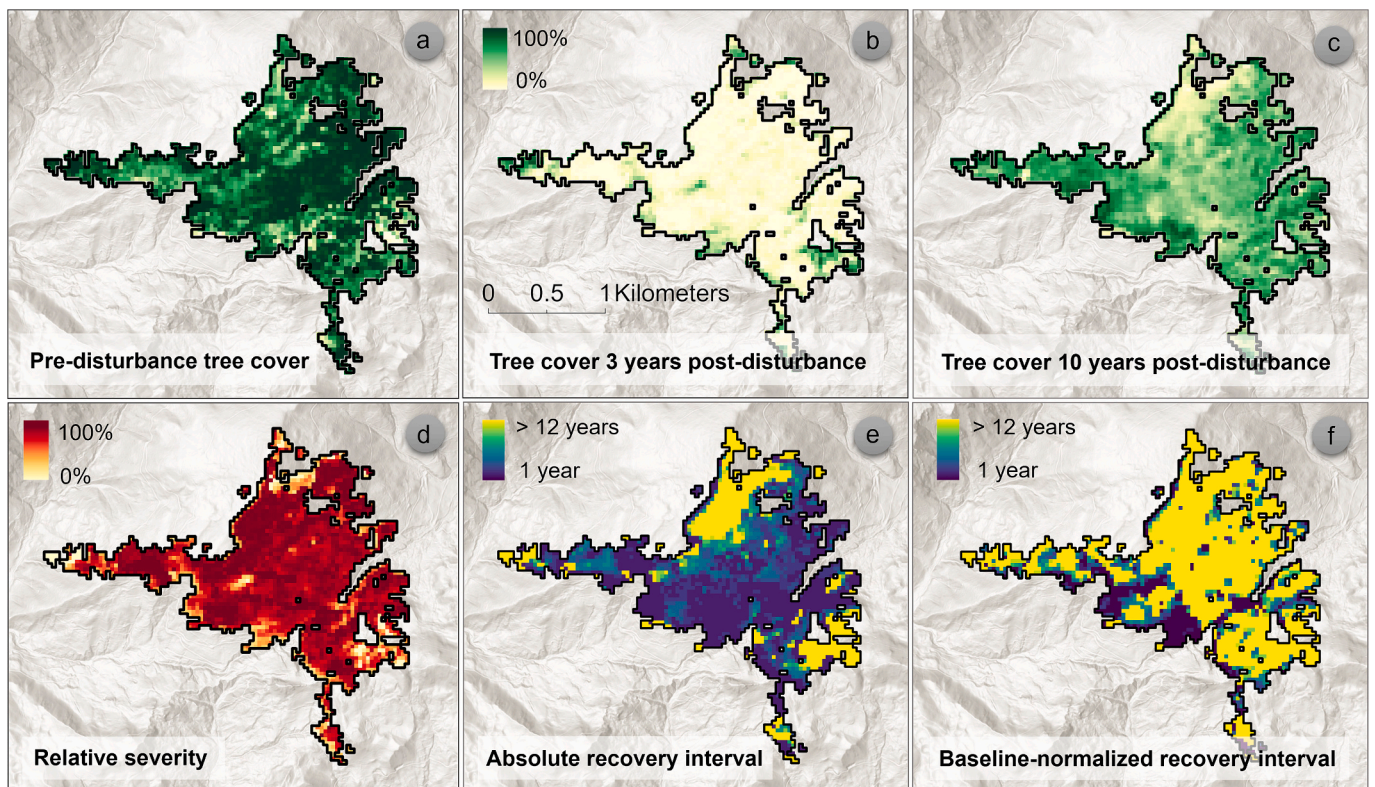 a
Pre-disturbance tree cover
100%
0%
b
0 0.5 1 Kilometers
Tree cover 3 years post-disturbance
c
Tree cover 10 years post-disturbance
100%
0%
d
Relative severity
> 12 years
1 year
e
Absolute recovery interval
> 12 years
1 year
f
Baseline-normalized recovery interval